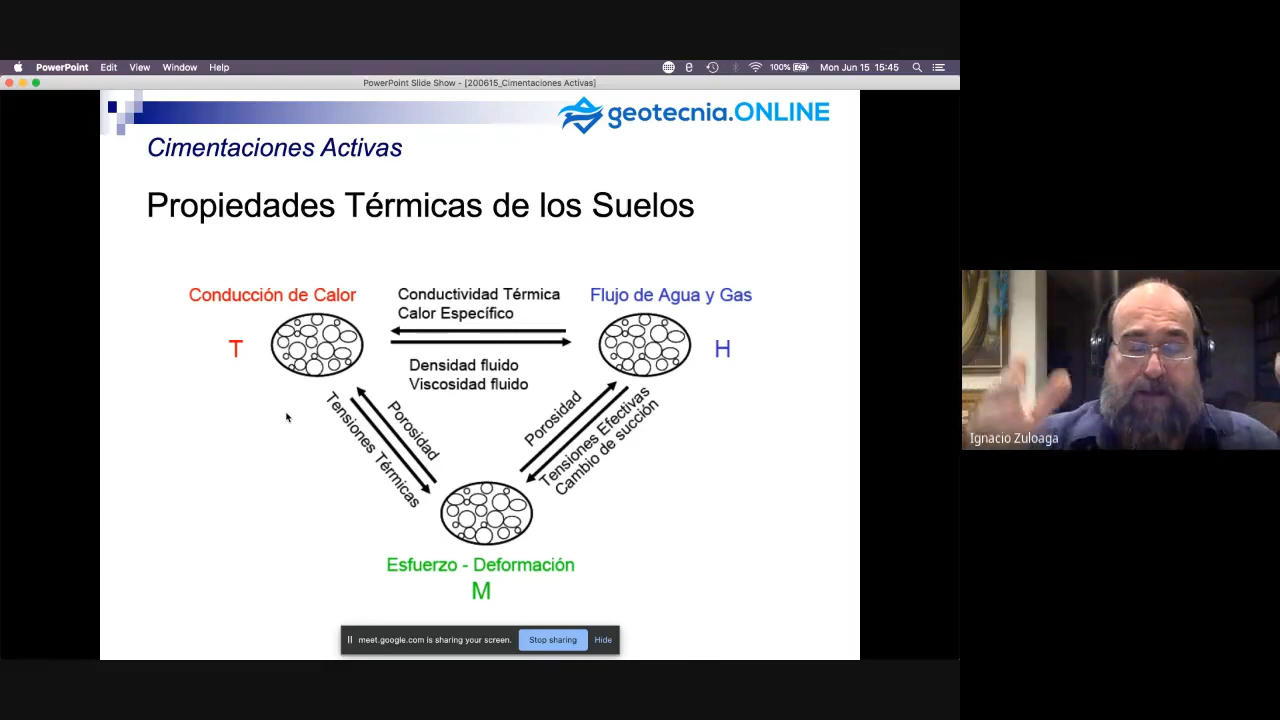 PowerPoint Edit View Window Help 100% Mon Jun 15 15:45
PowerPoint Slide Show - [200615_Cimentaciones Activas]
geotecnia.ONLINE
Cimentaciones Activas
Propiedades Térmicas de los Suelos
Conducción de Calor
Conductividad Térmica
Calor Específico
Flujo de Agua y Gas
T
H
Densidad fluido
Viscosidad fluido
Porosidad
Tensiones Térmicas
Porosidad
Tensiones Efectivas
Cambio de succión
Esfuerzo - Deformación
M
meet.google.com is sharing your screen. Stop sharing Hide
Ignacio Zuloaga